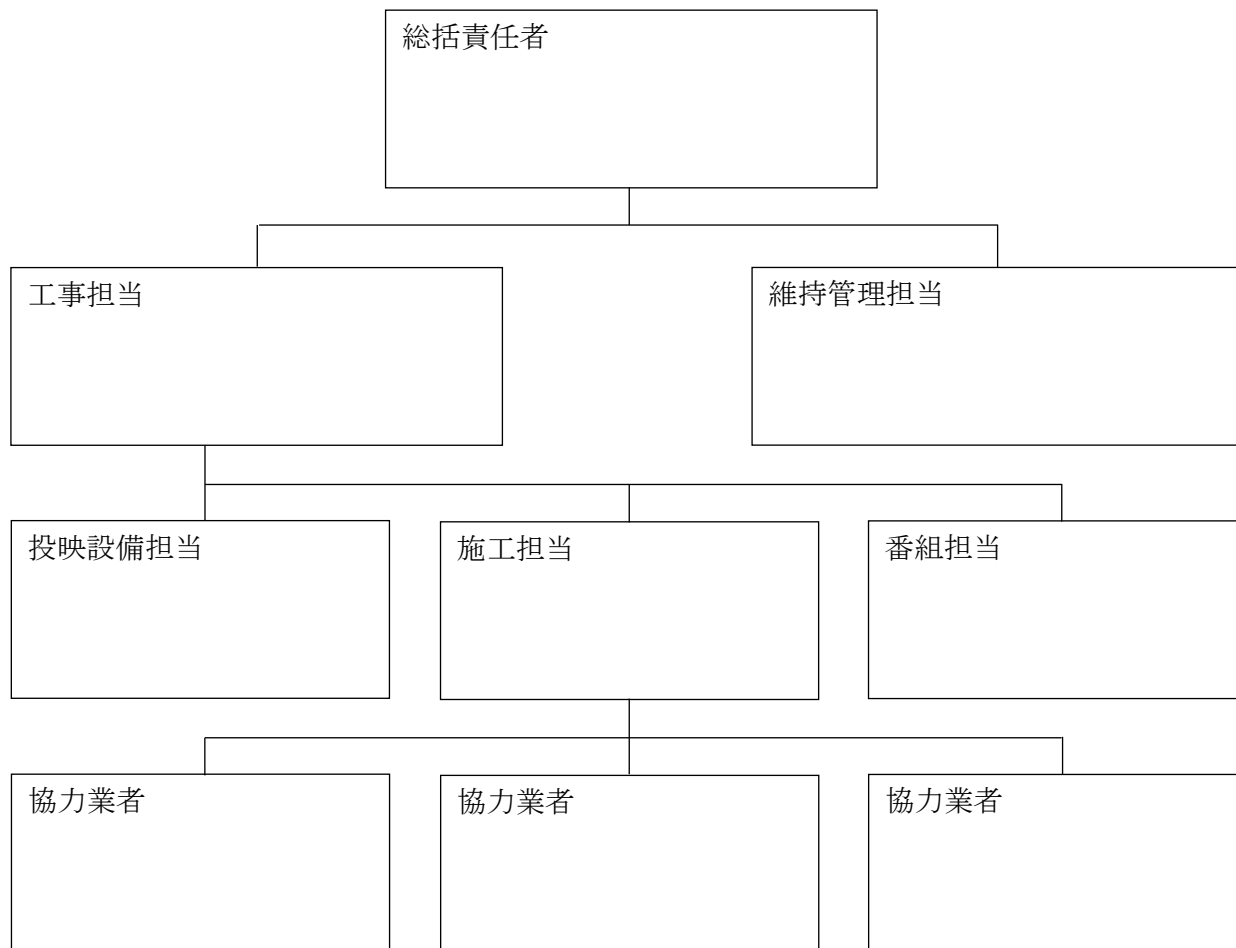 総括責任者
工事担当
維持管理担当
投映設備担当
施工担当
番組担当
協力業者
協力業者
協力業者